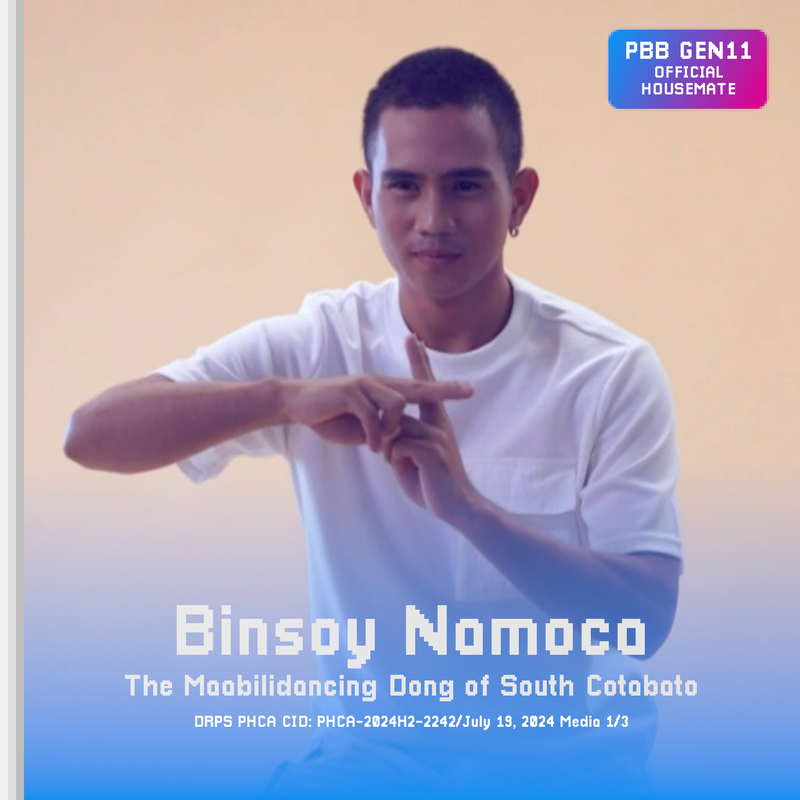 PBB GEN11
OFFICIAL
HOUSEMATE
Binsoy Namoca
The Maabilidancing Dong of South Cotabato
DRPS PHCA CID: PHCA-2024H2-2242/July 19, 2024 Media 1/3